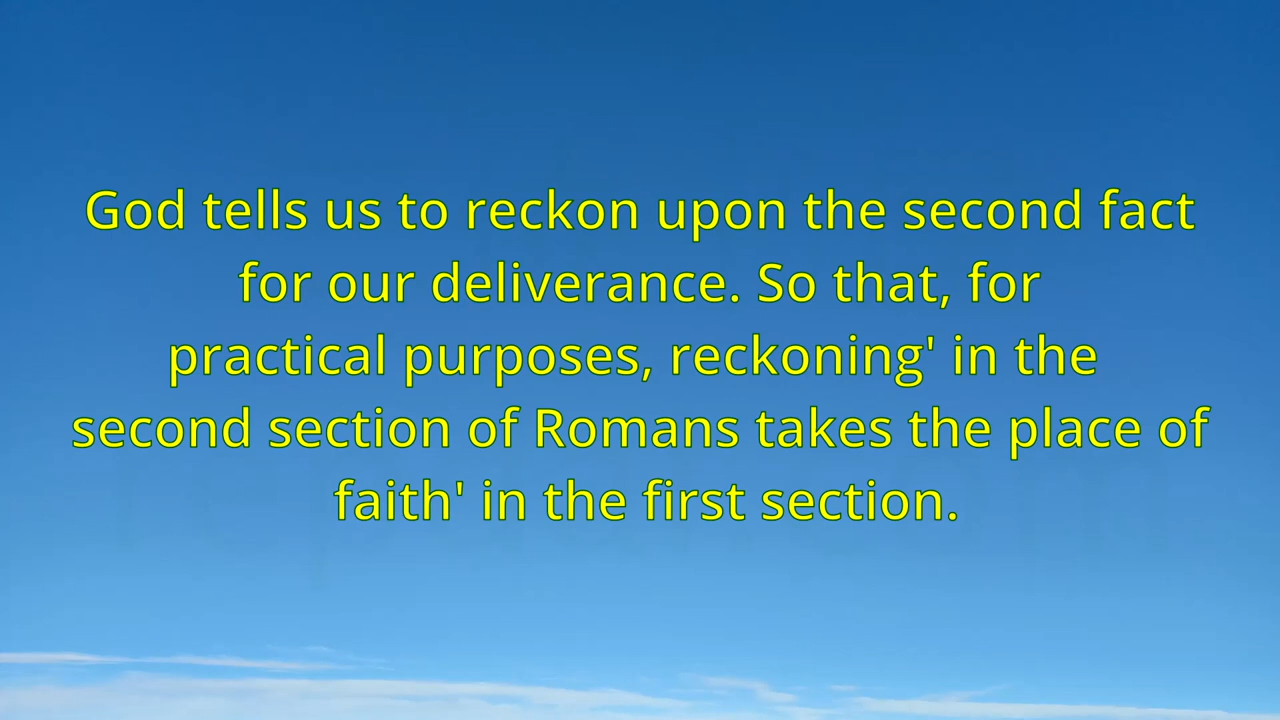 God tells us to reckon upon the second fact
for our deliverance. So that, for
practical purposes, reckoning' in the
second section of Romans takes the place of
faith' in the first section.